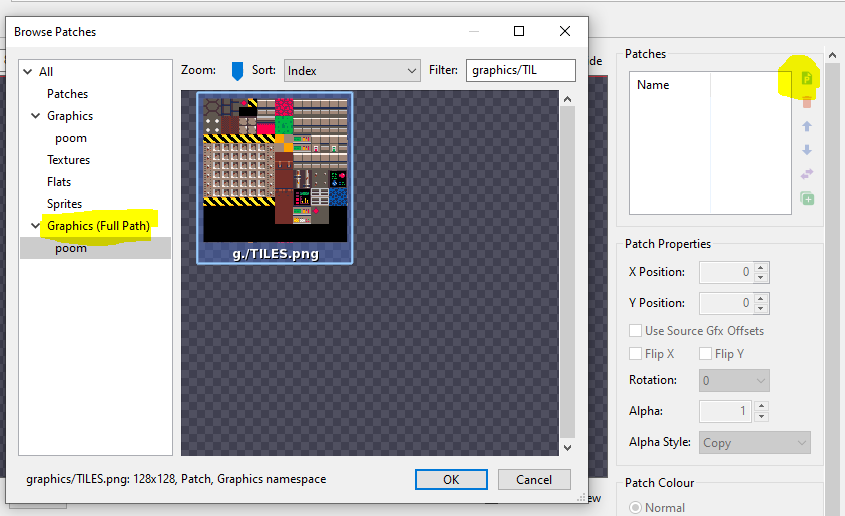 Browse Patches
All
Patches
Graphics
poom
Textures
Flats
Sprites
Graphics (Full Path)
poom
Zoom:
Sort:
Index
Filter:
graphics/TIL
g./TILES.png
graphics/TILES.png: 128x128, Patch, Graphics namespace
OK
Cancel
de
Patches
Name
Patch Properties
X Position:
0
Y Position:
0
Use Source Gfx Offsets
Flip X
Flip Y
Rotation:
0
Alpha:
1
Alpha Style:
Copy
Patch Colour
Normal
ew